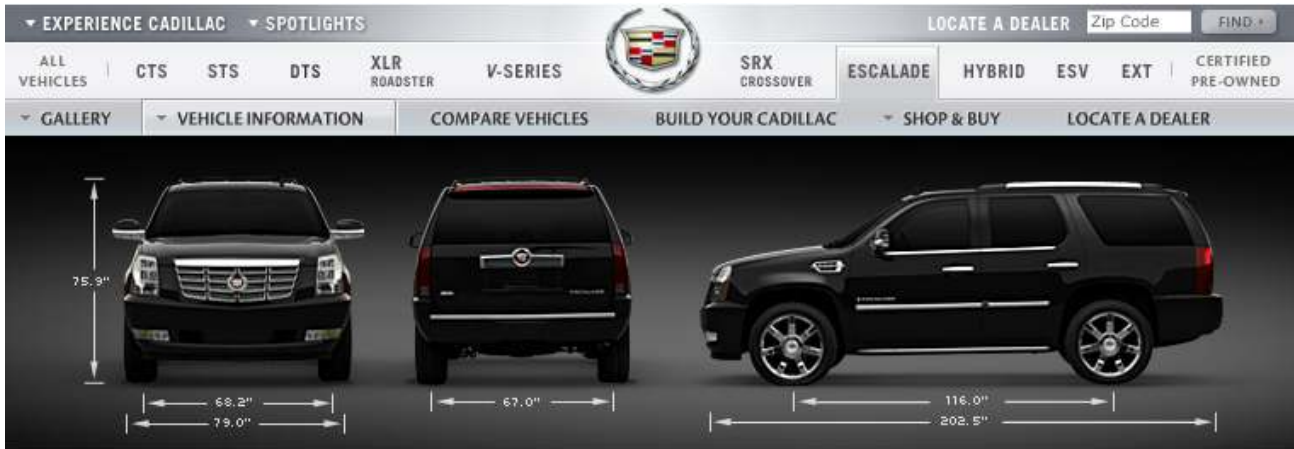 EXPERIENCE CADILLAC SPOTLIGHTS LOCATE A DEALER Zip Code FIND
ALL VEHICLES CTS STS DTS XLR ROADSTER V-SERIES SRX CROSSOVER ESCALADE HYBRID ESV EXT CERTIFIED PRE-OWNED
GALLERY VEHICLE INFORMATION COMPARE VEHICLES BUILD YOUR CADILLAC SHOP & BUY LOCATE A DEALER
75.9"
68.2" 67.0" 116.0"
79.0" 202.5"